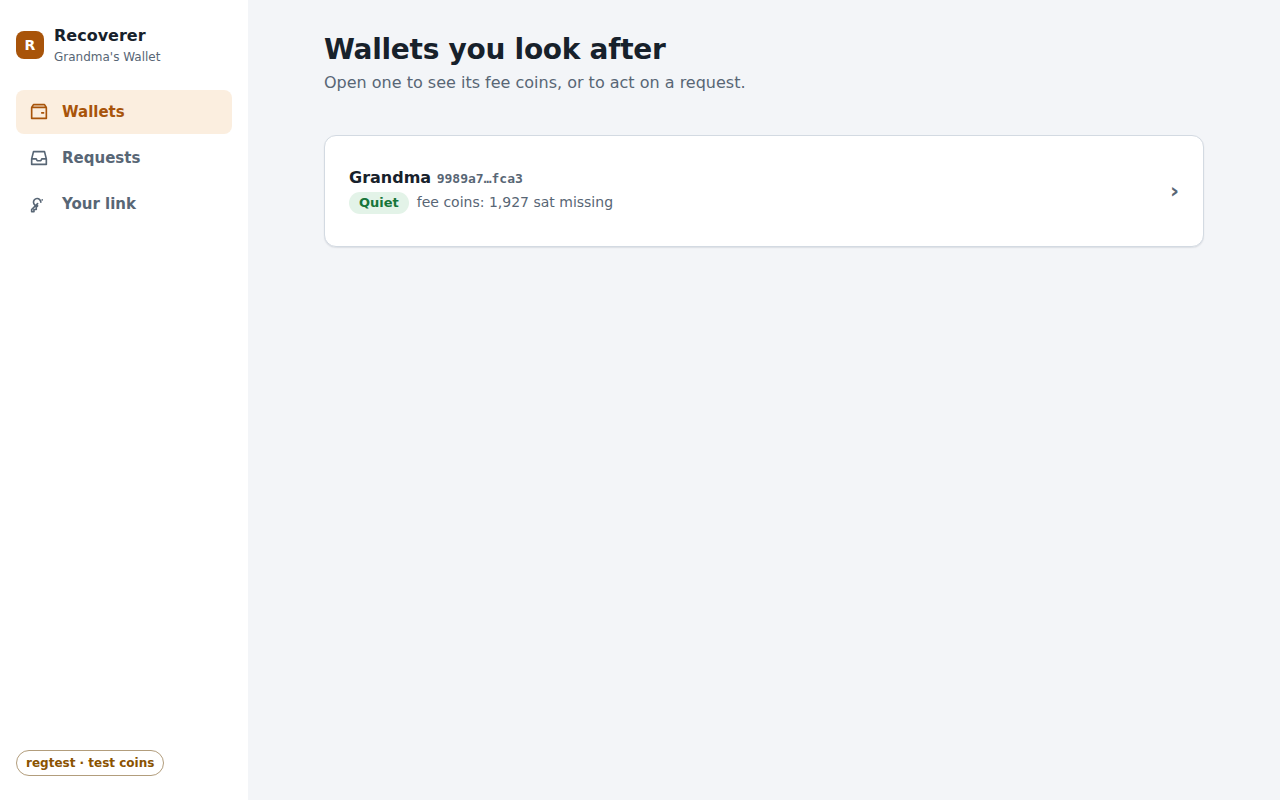 R
Recoverer
Grandma's Wallet
Wallets
Requests
Your link
regtest · test coins
Wallets you look after
Open one to see its fee coins, or to act on a request.
Grandma 9989a7…fca3
Quiet fee coins: 1,927 sat missing